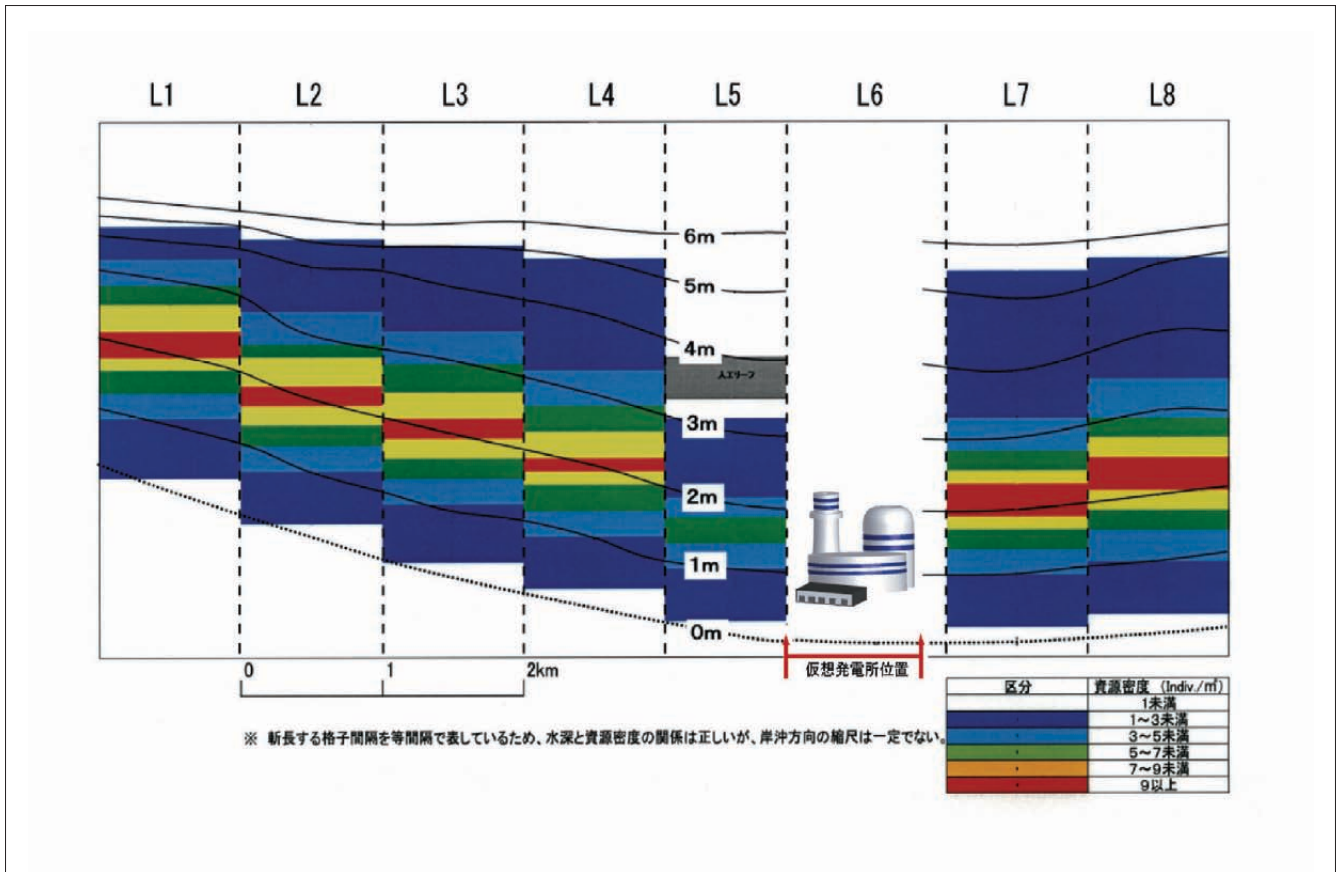 L1 L2 L3 L4 L5 L6 L7 L8
6m
5m
4m
人工リーフ
3m
2m
1m
0m
0 1 2km
仮想発電所位置
区分 資源密度 (Indiv./㎡)
1未満
1～3未満
3～5未満
5～7未満
7～9未満
9以上
※ 漸長する格子間隔を等間隔で表しているため、水深と資源密度の関係は正しいが、岸沖方向の縮尺は一定でない。